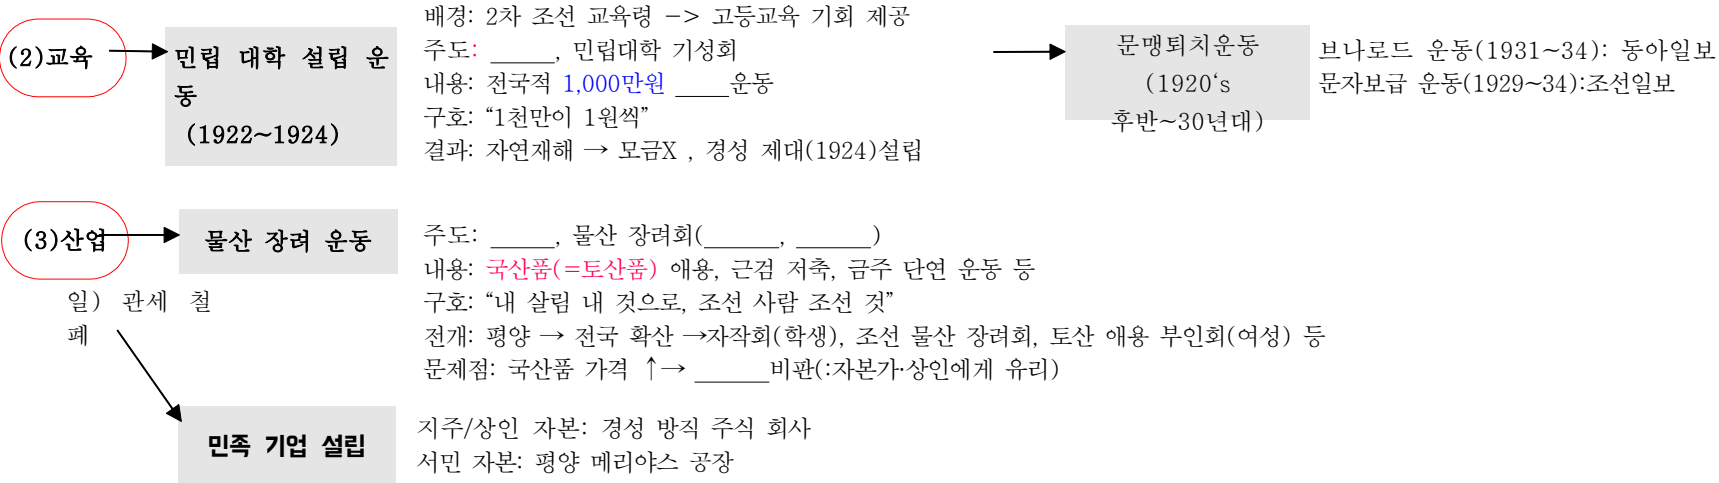 (2)교육
민립 대학 설립 운
동
(1922~1924)
배경: 2차 조선 교육령 -> 고등교육 기회 제공
주도: ______, 민립대학 기성회
내용: 전국적 1,000만원 _____운동
구호: “1천만이 1원씩”
결과: 자연재해 → 모금X , 경성 제대(1924)설립
문맹퇴치운동
(1920‘s
후반~30년대)
브나로드 운동(1931~34): 동아일보
문자보급 운동(1929~34):조선일보
(3)산업
물산 장려 운동
일) 관세 철
폐
주도: ______, 물산 장려회(_______, _______)
내용: 국산품(=토산품) 애용, 근검 저축, 금주 단연 운동 등
구호: “내 살림 내 것으로, 조선 사람 조선 것”
전개: 평양 → 전국 확산 →자작회(학생), 조선 물산 장려회, 토산 애용 부인회(여성) 등
문제점: 국산품 가격 ↑→ _______비판(:자본가·상인에게 유리)
민족 기업 설립
지주/상인 자본: 경성 방직 주식 회사
서민 자본: 평양 메리야스 공장